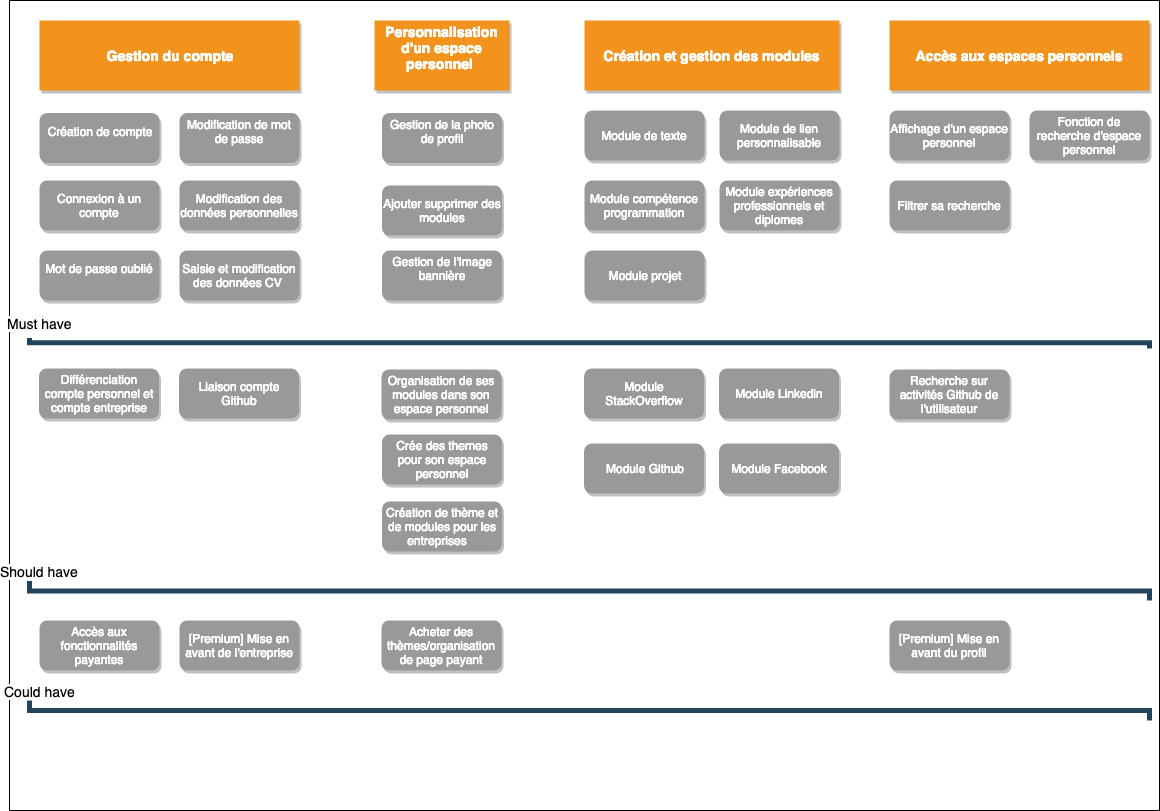 Gestion du compte
Personnalisation
d'un espace
personnel
Création et gestion des modules
Accès aux espaces personnels
Création de compte
Modification de mot
de passe
Gestion de la photo
de profil
Module de texte
Module de lien
personnalisable
Affichage d'un espace
personnel
Fonction de
recherche d'espace
personnel
Connexion à un
compte
Modification des
données personnelles
Ajouter supprimer des
modules
Module compétence
programmation
Module expériences
professionnels et
diplomes
Filtrer sa recherche
Mot de passe oublié
Saisie et modification
des données CV
Gestion de l'image
bannière
Module projet
Must have
Différenciation
compte personnel et
compte entreprise
Liaison compte
Github
Organisation de ses
modules dans son
espace personnel
Module
StackOverflow
Module Linkedin
Recherche sur
activités Github de
l'utilisateur
Crée des themes
pour son espace
personnel
Module Github
Module Facebook
Création de thème et
de modules pour les
entreprises
Should have
Accès aux
fonctionnalités
payantes
[Premium] Mise en
avant de l'entreprise
Acheter des
thèmes/organisation
de page payant
[Premium] Mise en
avant du profil
Could have